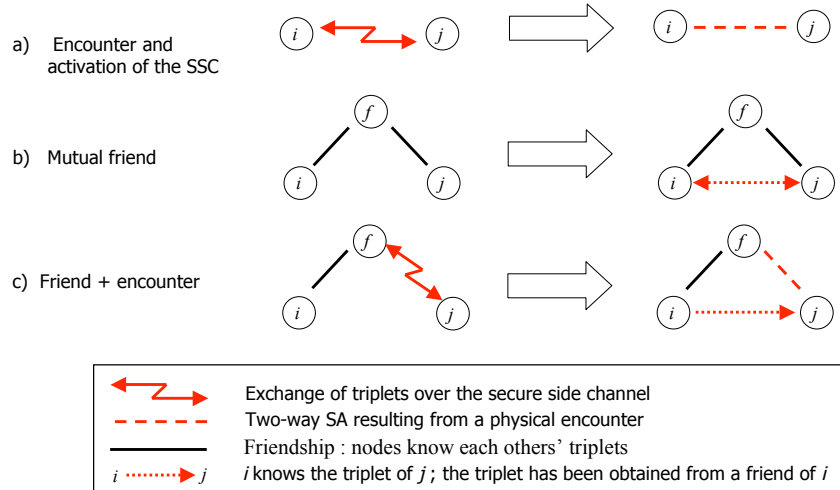 i j i j
a) Encounter and
activation of the SSC
f f
b) Mutual friend
i j i j
f f
c) Friend + encounter
i j i j
Exchange of triplets over the secure side channel
Two-way SA resulting from a physical encounter
Friendship : nodes know each others' triplets
i j i knows the triplet of j ; the triplet has been obtained from a friend of i